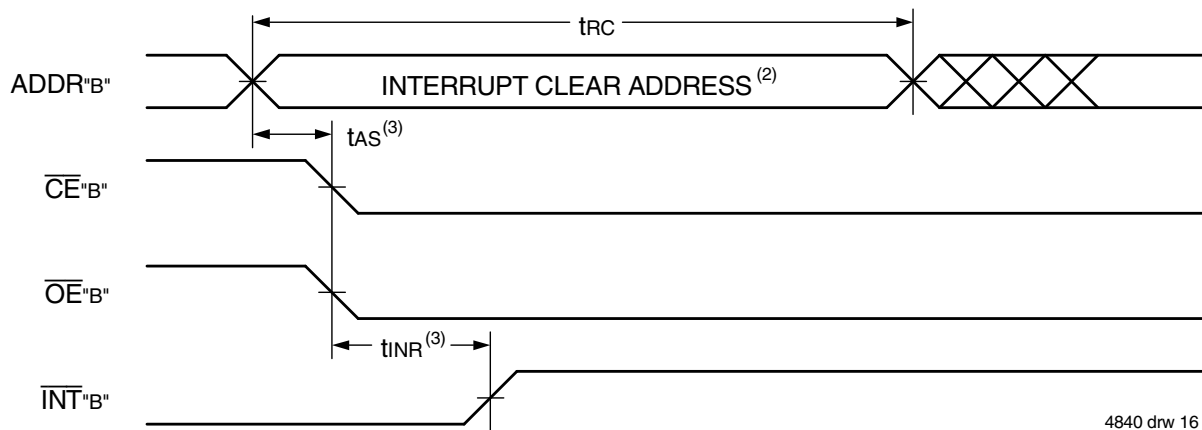 tRC
ADDR"B" INTERRUPT CLEAR ADDRESS (2)
tAS(3)
CE"B"
OE"B"
tINR(3)
INT"B"
4840 drw 16